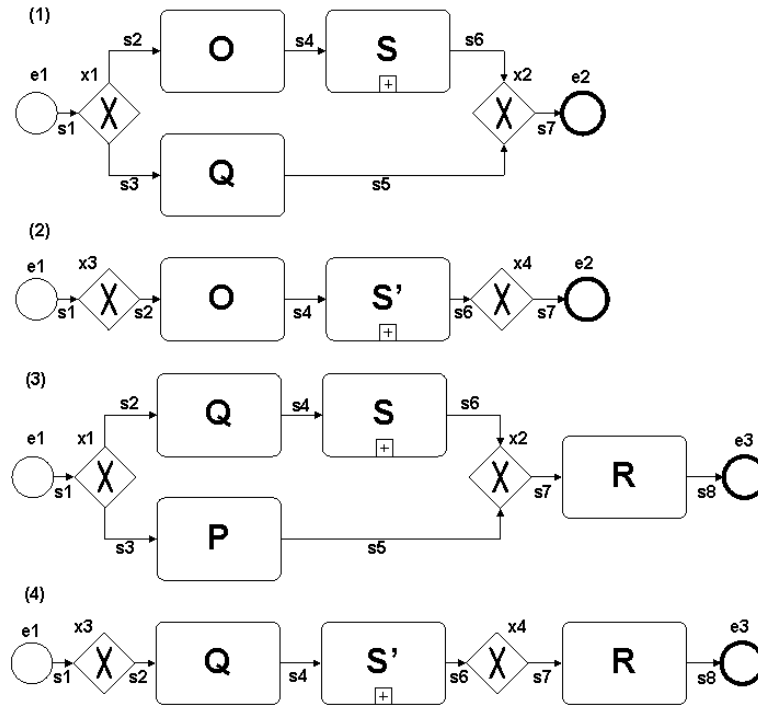 (1)
s2
O
s4
S
+
s6
e1
x1
x2
e2
s1
X
X
s7
s3
Q
s5
(2)
e1
x3
x4
e2
s1
X
s2
O
s4
S'
+
s6
X
s7
(3)
s2
Q
s4
S
+
s6
e1
x1
x2
e3
s1
X
X
s7
R
s8
s3
P
s5
(4)
e1
x3
x4
e3
s1
X
s2
Q
s4
S'
+
s6
X
s7
R
s8